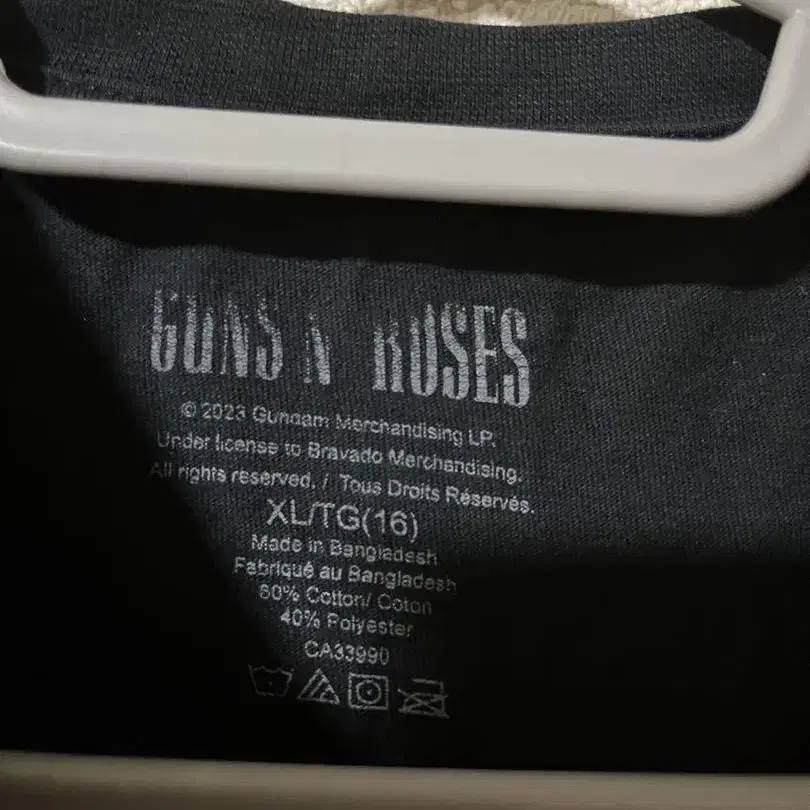 GUNS N ROSES
© 2023 Gundam Merchandising LP.
Under license to Bravado Merchandising.
All rights reserved. / Tous Droits Réservés.
XL/TG(16)
Made in Bangladesh
Fabriqué au Bangladesh
60% Cotton/ Coton
40% Polyester
CA33990